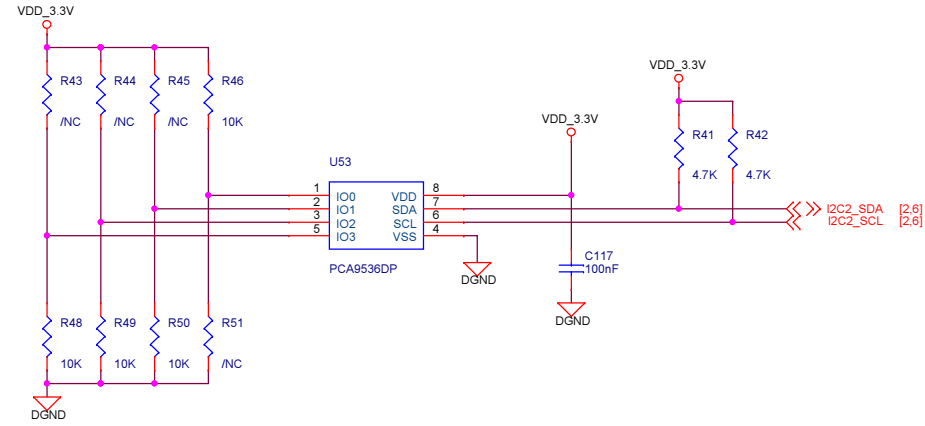 VDD_3.3V
R43 R44 R45 R46
/NC /NC /NC 10K
VDD_3.3V
R41 R42
4.7K 4.7K
VDD_3.3V
U53
1 IO0 VDD 8
2 IO1 SDA 7
3 IO2 SCL 6
5 IO3 VSS 4
PCA9536DP
I2C2_SDA [2,6]
I2C2_SCL [2,6]
DGND
C117
100nF
DGND
R48 R49 R50 R51
10K 10K 10K /NC
DGND